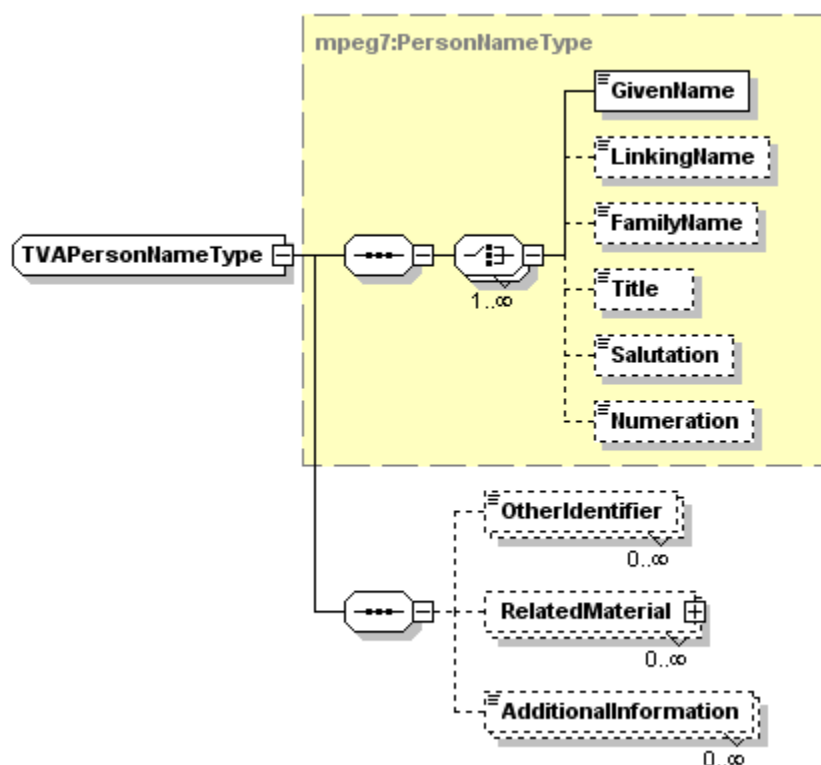 mpeg7:PersonNameType
GivenName
LinkingName
FamilyName
TVAPersonNameType
1..∞
Title
Salutation
Numeration
OtherIdentifier
0..∞
RelatedMaterial
0..∞
AdditionalInformation
0..∞